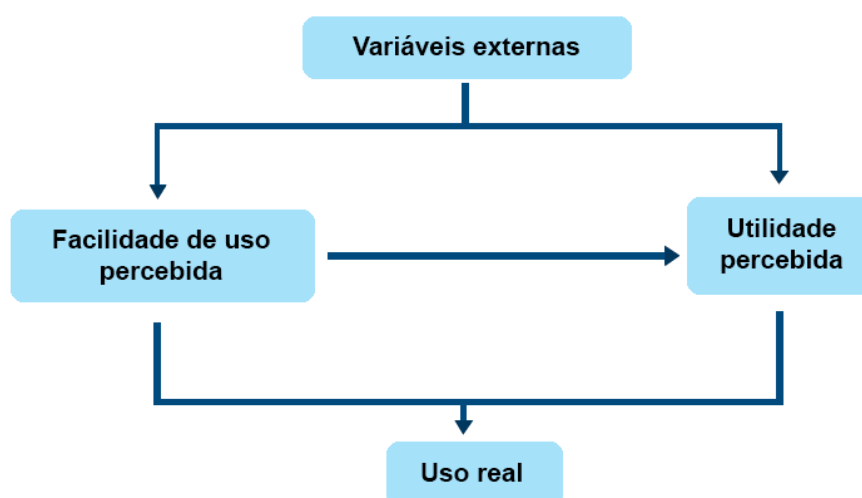 Variáveis externas
Facilidade de uso
percebida
Utilidade
percebida
Uso real